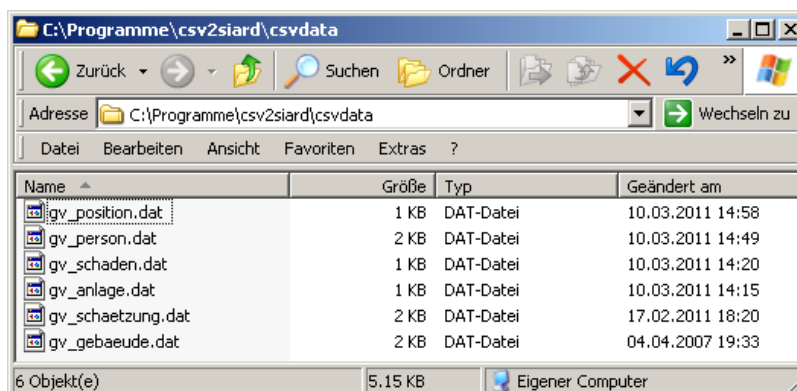 C:\Programme\csv2siard\csvdata
Zurück Suchen Ordner »
Adresse C:\Programme\csv2siard\csvdata Wechseln zu
Datei Bearbeiten Ansicht Favoriten Extras ?
Name Größe Typ Geändert am
gv_position.dat 1 KB DAT-Datei 10.03.2011 14:58
gv_person.dat 2 KB DAT-Datei 10.03.2011 14:49
gv_schaden.dat 1 KB DAT-Datei 10.03.2011 14:20
gv_anlage.dat 1 KB DAT-Datei 10.03.2011 14:15
gv_schaetzung.dat 2 KB DAT-Datei 17.02.2011 18:20
gv_gebaeude.dat 2 KB DAT-Datei 04.04.2007 19:33
6 Objekt(e) 5.15 KB Eigener Computer